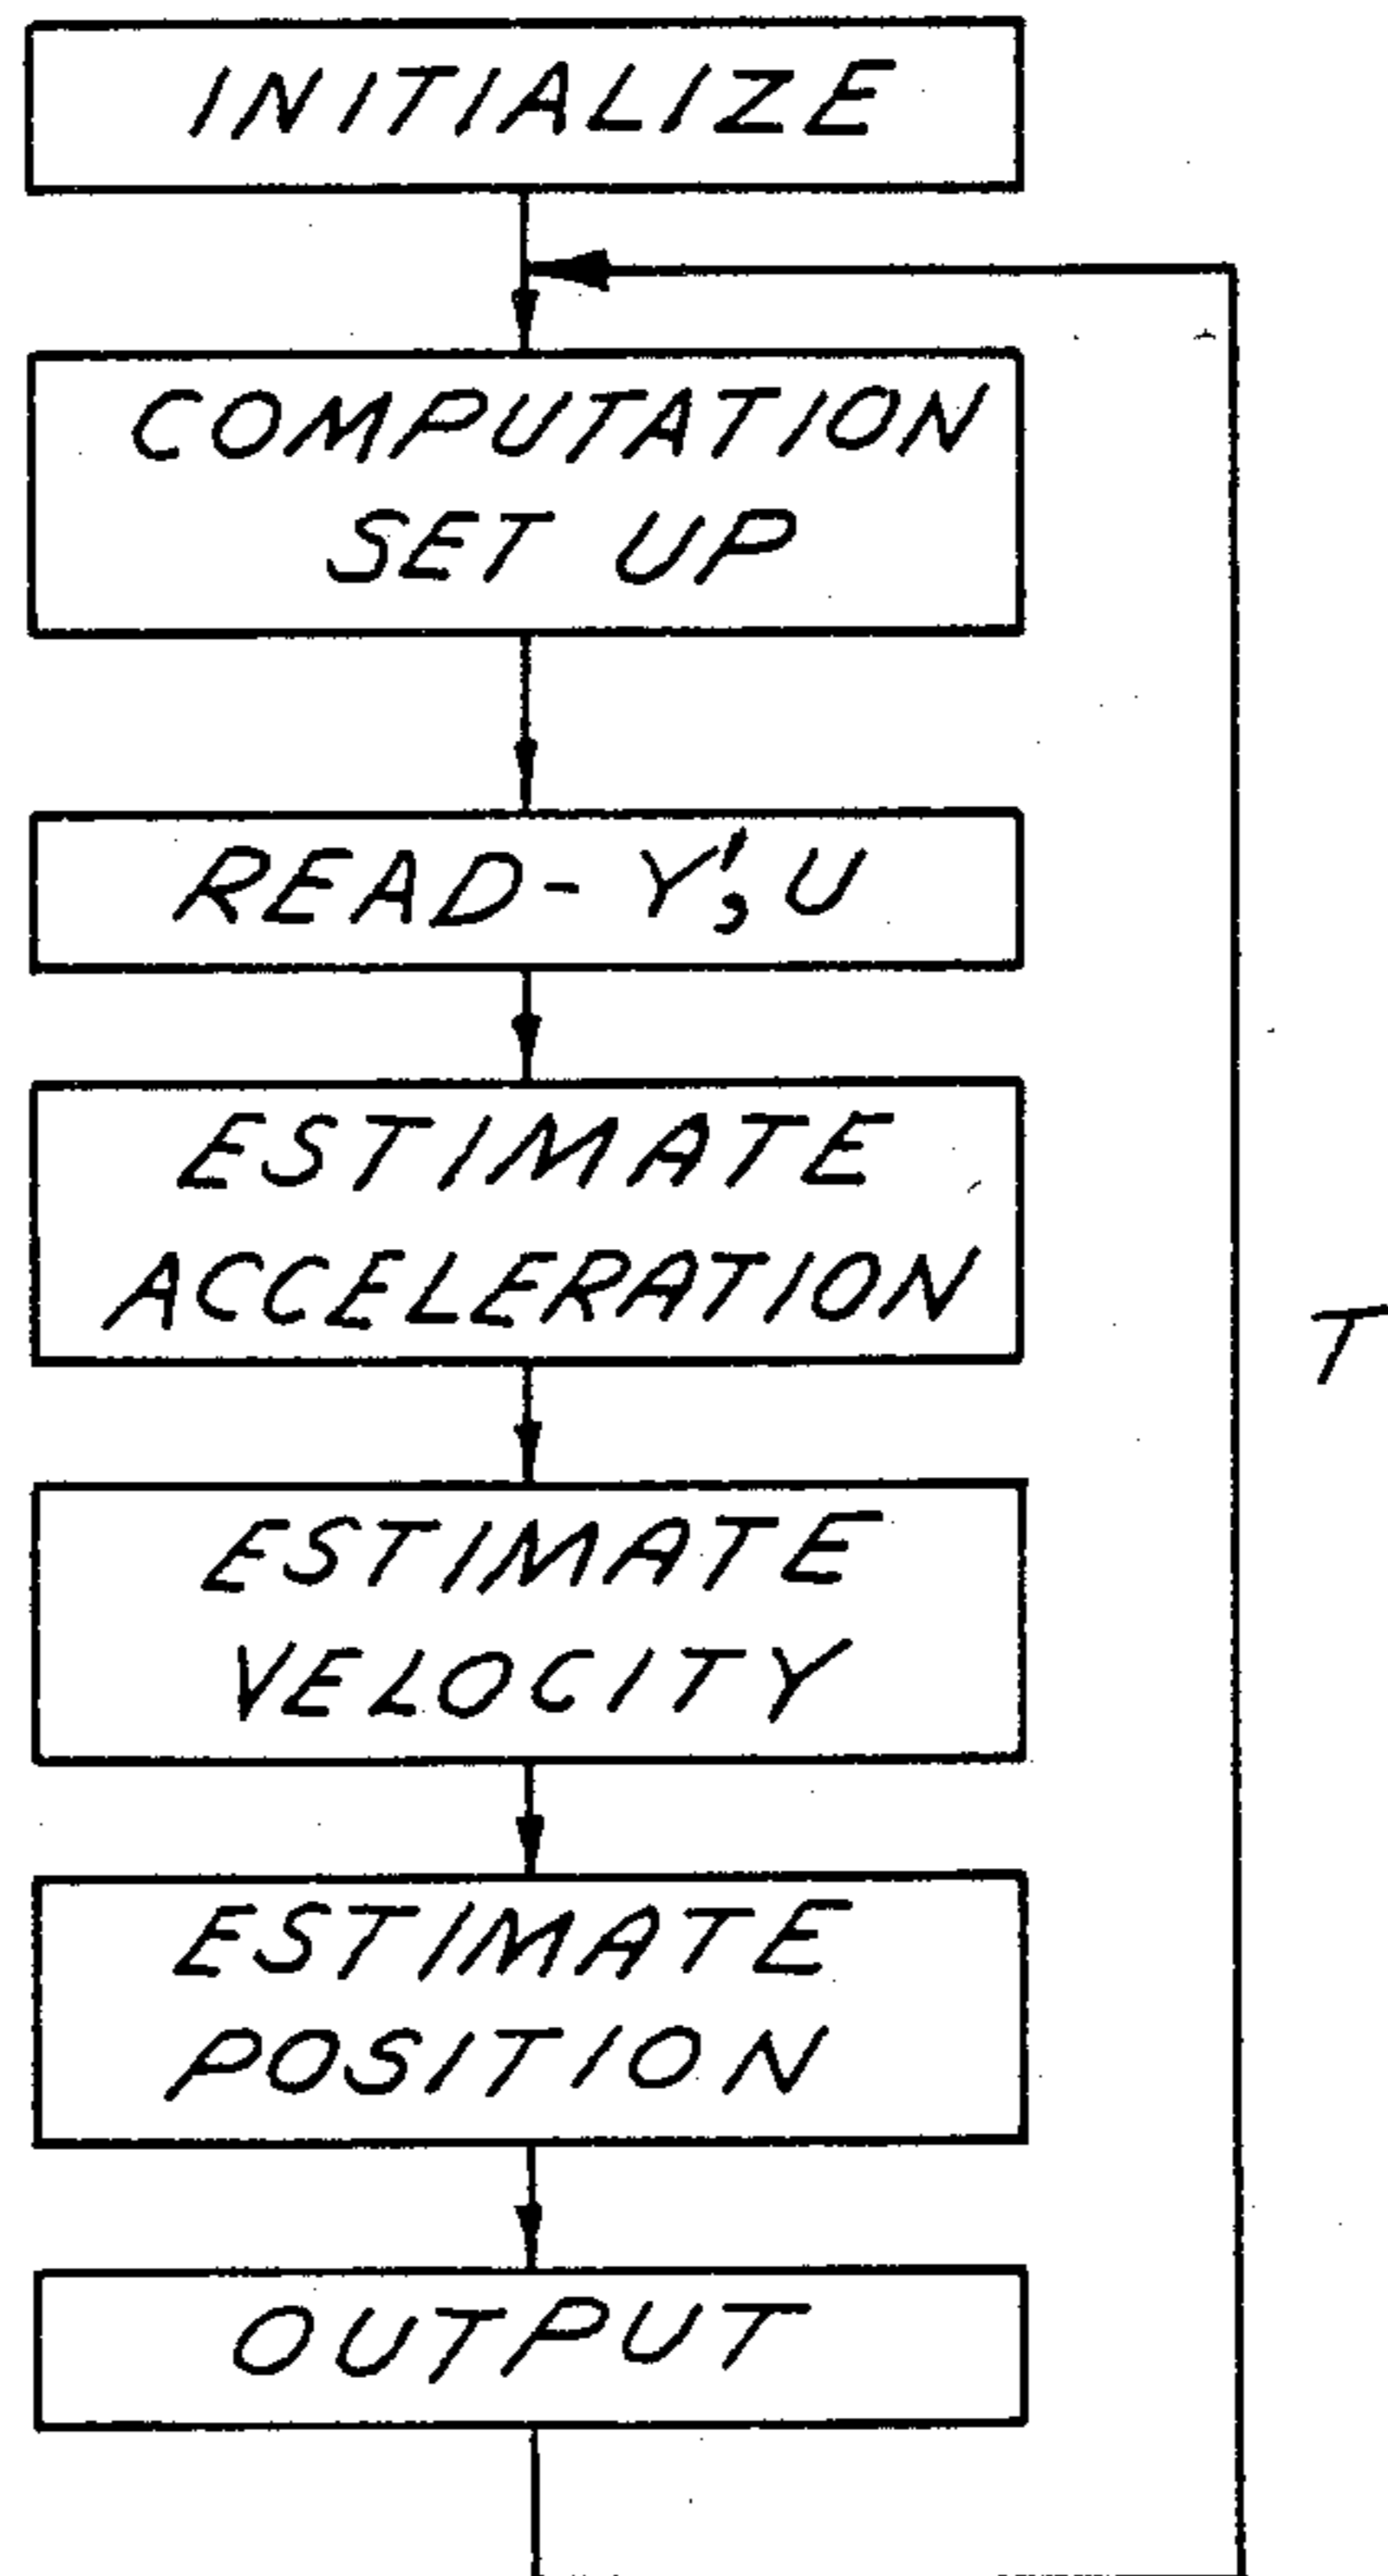 INITIALIZE
COMPUTATION
SET UP
READ- Y', U
ESTIMATE
ACCELERATION
T
ESTIMATE
VELOCITY
ESTIMATE
POSITION
OUTPUT